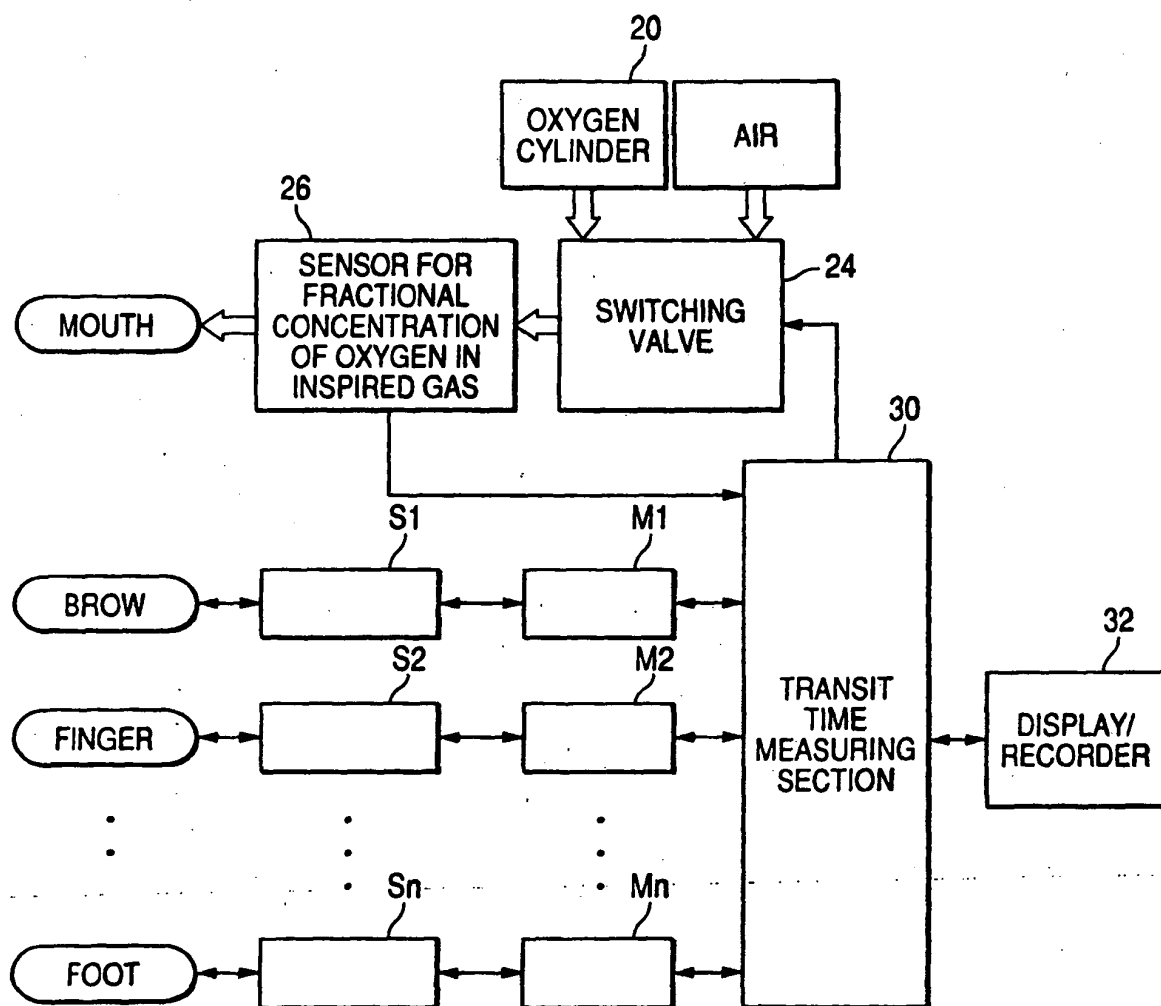 20
OXYGEN
CYLINDER
AIR
26
SENSOR FOR
FRACTIONAL
CONCENTRATION
OF OXYGEN IN
INSPIRED GAS
24
SWITCHING
VALVE
MOUTH
30
S1
M1
BROW
S2
M2
FINGER
TRANSIT
TIME
MEASURING
SECTION
32
DISPLAY/
RECORDER
Sn
Mn
FOOT